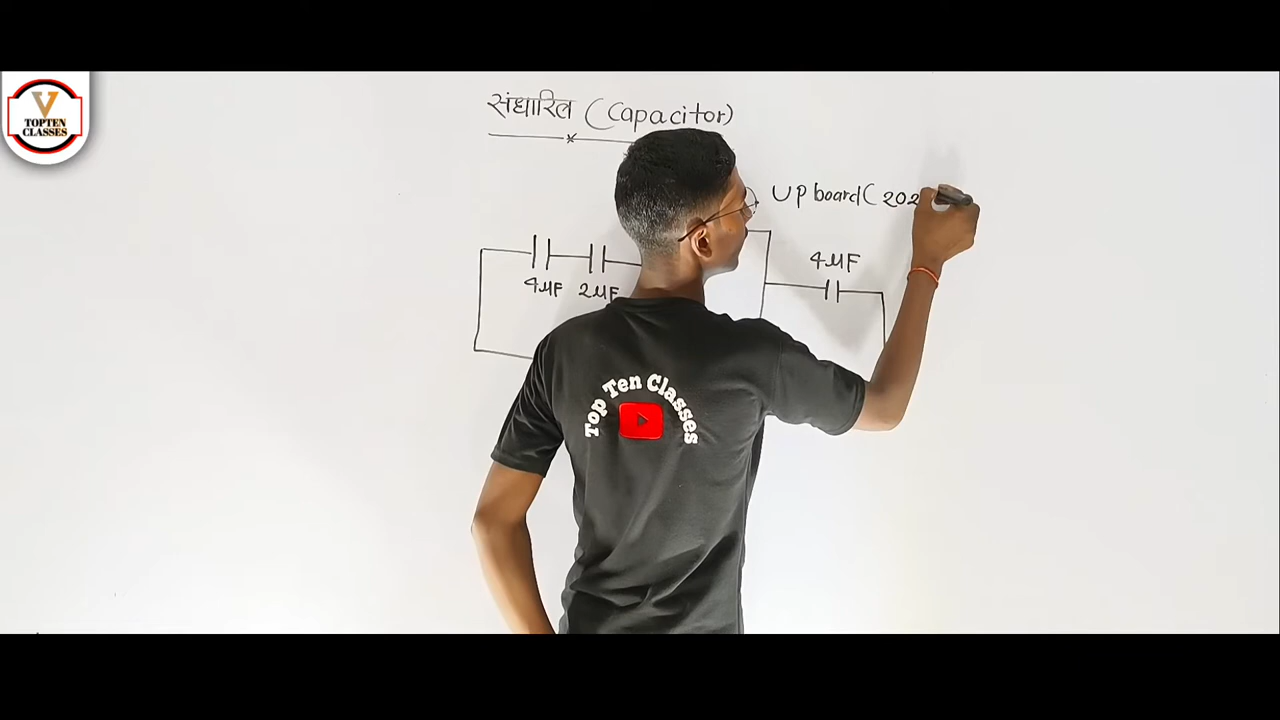 TOPTEN
CLASSES
संधारित्र (Capacitor)
UP board( 202
4μF
4μF 2μF
Top Ten Classes